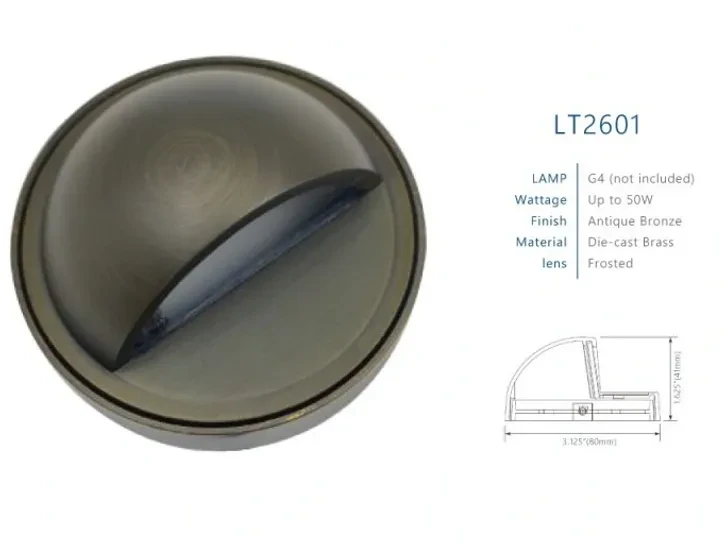 LT2601
LAMP G4 (not included)
Wattage Up to 50W
Finish Antique Bronze
Material Die-cast Brass
lens Frosted
1.625"(41mm)
3.125"(80mm)